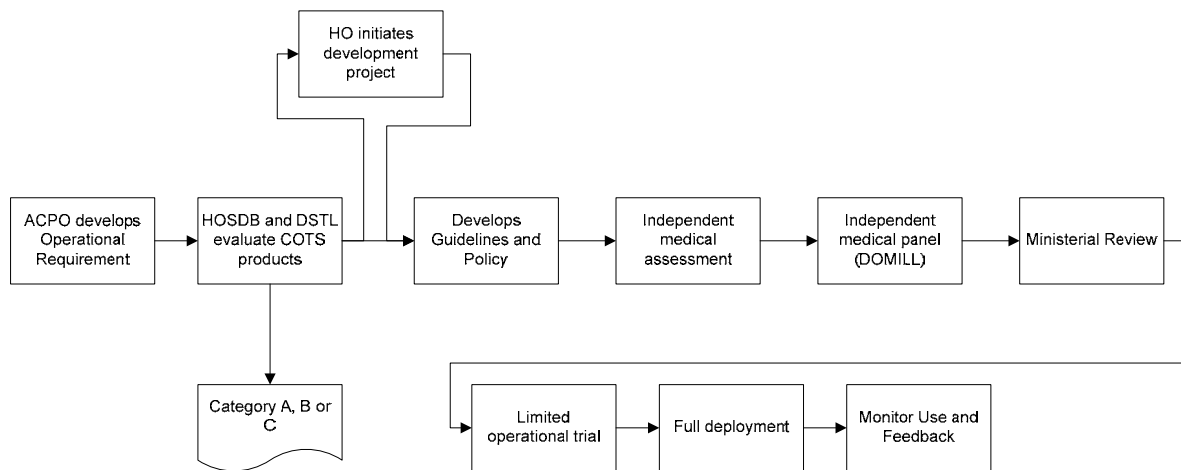 HO initiates
development
project
ACPO develops
Operational
Requirement
HOSDB and DSTL
evaluate COTS
products
Develops
Guidelines and
Policy
Independent
medical
assessment
Independent
medical panel
(DOMILL)
Ministerial Review
Category A, B or
C
Limited
operational trial
Full deployment
Monitor Use and
Feedback